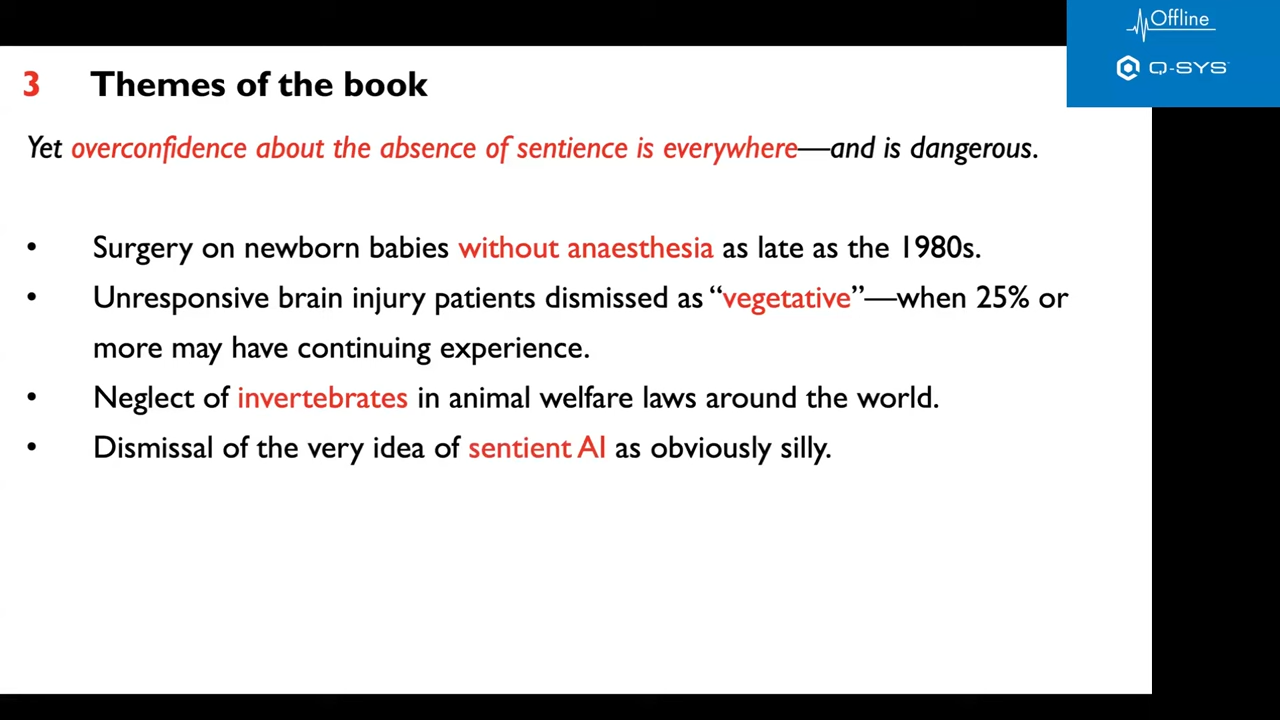 Offline
Q-SYS
3 Themes of the book
Yet overconfidence about the absence of sentience is everywhere—and is dangerous.
• Surgery on newborn babies without anaesthesia as late as the 1980s.
• Unresponsive brain injury patients dismissed as “vegetative”—when 25% or
more may have continuing experience.
• Neglect of invertebrates in animal welfare laws around the world.
• Dismissal of the very idea of sentient AI as obviously silly.